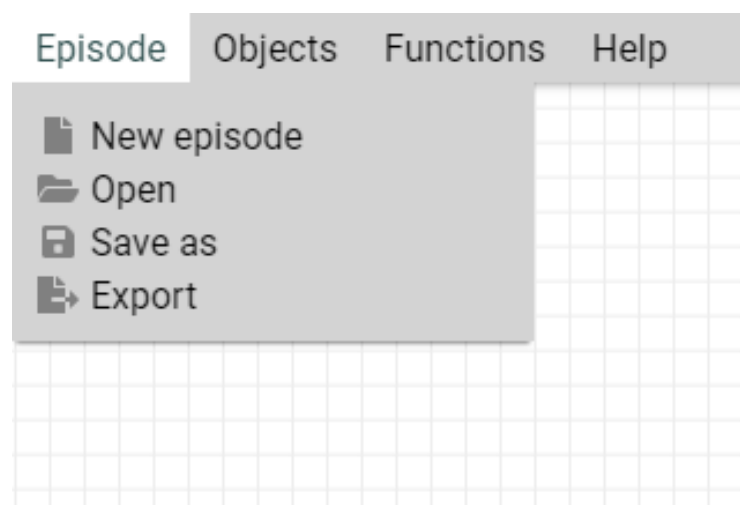 Episode Objects Functions Help
New episode
Open
Save as
Export